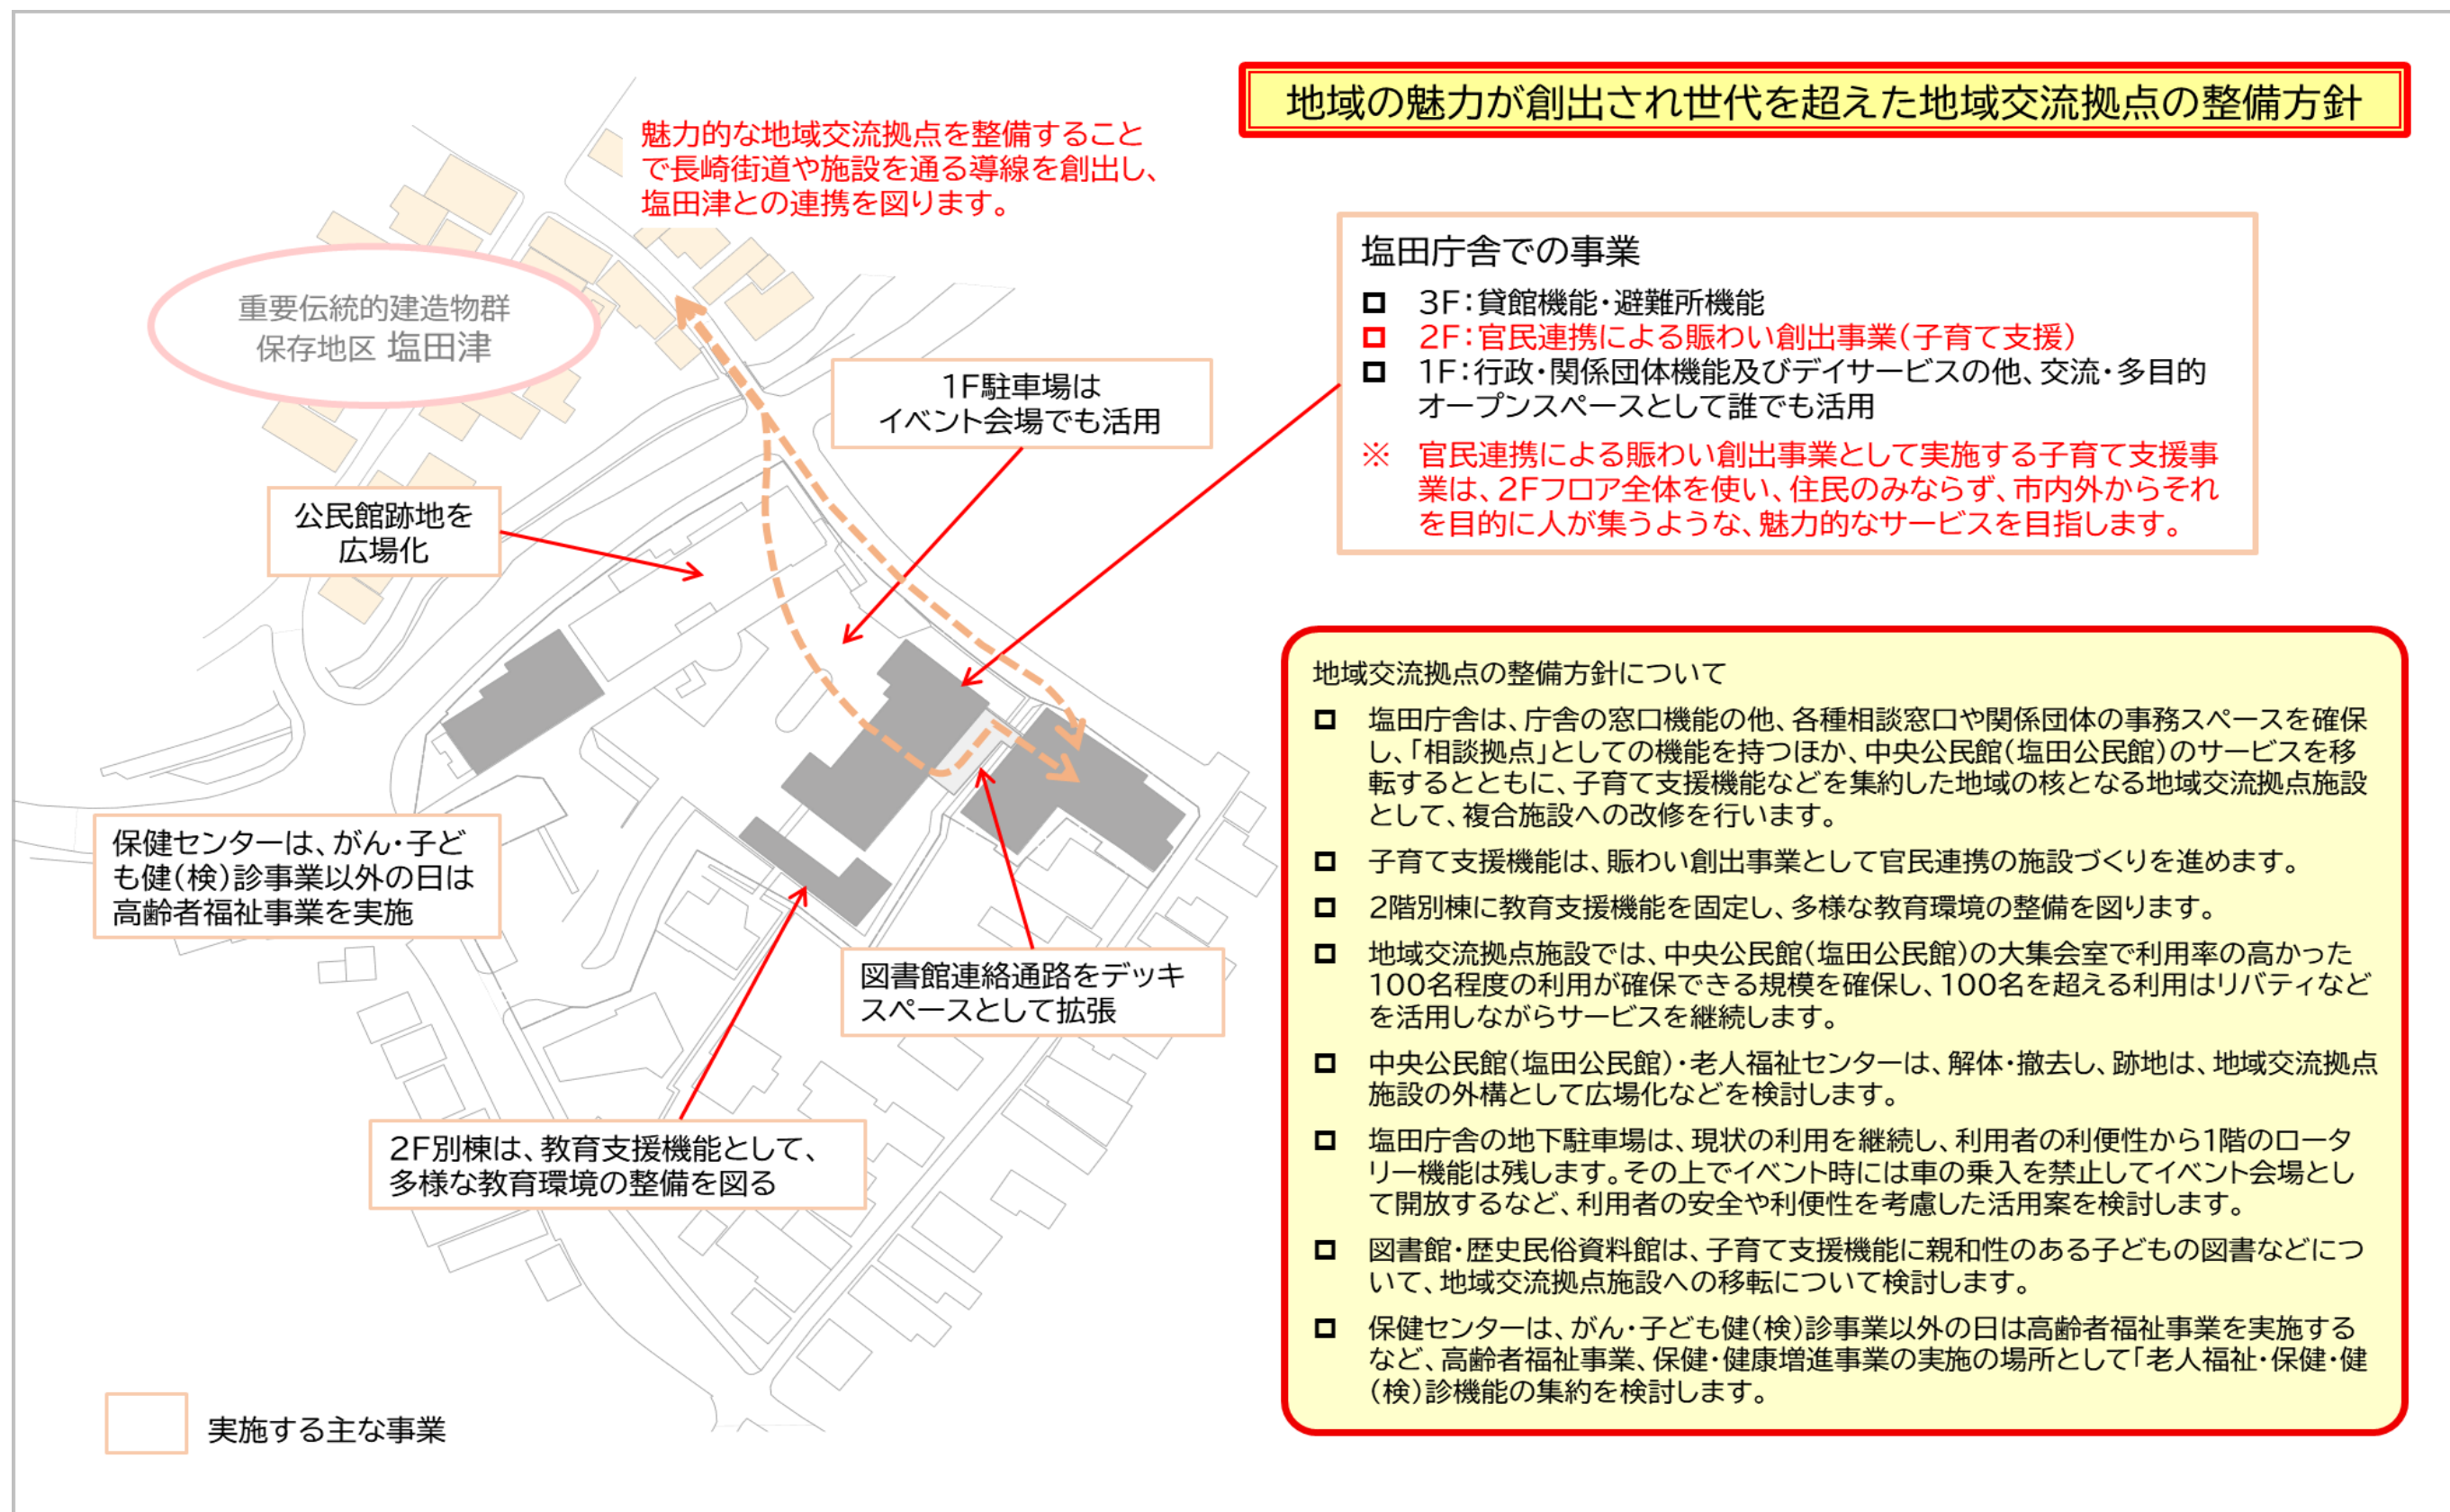 地域の魅力が創出され世代を超えた地域交流拠点の整備方針
魅力的な地域交流拠点を整備すること
で長崎街道や施設を通る導線を創出し、
塩田津との連携を図ります。
重要伝統的建造物群
保存地区 塩田津
塩田庁舎での事業
3F：貸館機能・避難所機能
2F：官民連携による賑わい創出事業（子育て支援）
1F：行政・関係団体機能及びデイサービスの他、交流・多目的
オープンスペースとして誰でも活用
※ 官民連携による賑わい創出事業として実施する子育て支援事
業は、2Fフロア全体を使い、住民のみならず、市内外からそれ
を目的に人が集うような、魅力的なサービスを目指します。
1F駐車場は
イベント会場でも活用
公民館跡地を
広場化
保健センターは、がん・子ど
も健（検）診事業以外の日は
高齢者福祉事業を実施
図書館連絡通路をデッキ
スペースとして拡張
2F別棟は、教育支援機能として、
多様な教育環境の整備を図る
実施する主な事業
地域交流拠点の整備方針について
塩田庁舎は、庁舎の窓口機能の他、各種相談窓口や関係団体の事務スペースを確保
し、「相談拠点」としての機能を持つほか、中央公民館（塩田公民館）のサービスを移
転するとともに、子育て支援機能などを集約した地域の核となる地域交流拠点施設
として、複合施設への改修を行います。
子育て支援機能は、賑わい創出事業として官民連携の施設づくりを進めます。
2階別棟に教育支援機能を固定し、多様な教育環境の整備を図ります。
地域交流拠点施設では、中央公民館（塩田公民館）の大集会室で利用率の高かった
100名程度の利用が確保できる規模を確保し、100名を超える利用はリバティなど
を活用しながらサービスを継続します。
中央公民館（塩田公民館）・老人福祉センターは、解体・撤去し、跡地は、地域交流拠点
施設の外構として広場化などを検討します。
塩田庁舎の地下駐車場は、現状の利用を継続し、利用者の利便性から1階のロータ
リー機能は残します。その上でイベント時には車の乗入を禁止してイベント会場とし
て開放するなど、利用者の安全や利便性を考慮した活用案を検討します。
図書館・歴史民俗資料館は、子育て支援機能に親和性のある子どもの図書などにつ
いて、地域交流拠点施設への移転について検討します。
保健センターは、がん・子ども健（検）診事業以外の日は高齢者福祉事業を実施する
など、高齢者福祉事業、保健・健康増進事業の実施の場所として「老人福祉・保健・健
（検）診機能の集約を検討します。